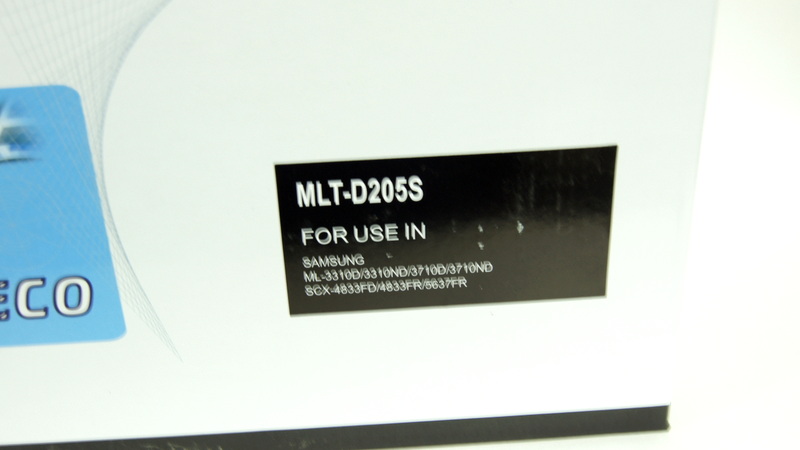 MLT-D205S
FOR USE IN
SAMSUNG
ML-3310D/3310ND/3710D/3710ND
SCX-4833FD/4833FR/5637FR
ECO